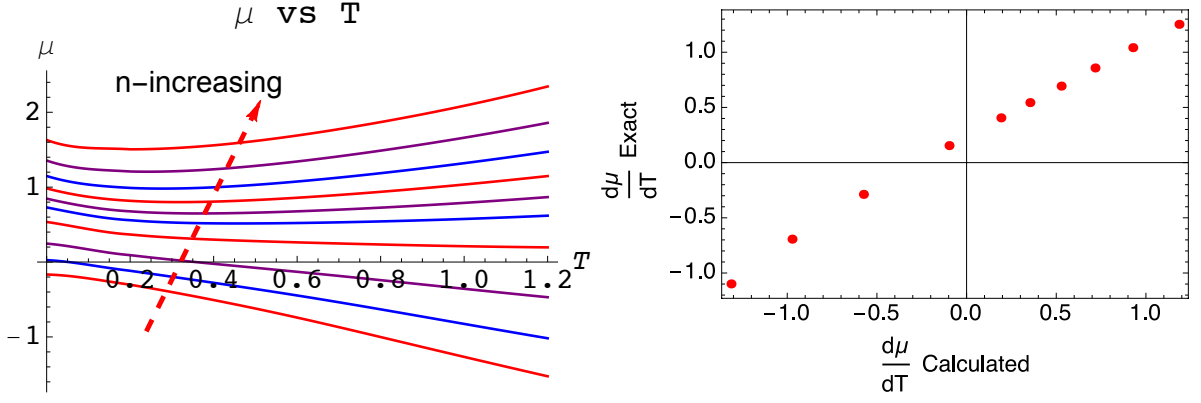 μ vs T
μ
n-increasing
2
1
0.2 0.4 0.6 0.8 1.0 1.2
T
-1
dμ/dT Exact
1.0
0.5
0.0
-0.5
-1.0
-1.0 -0.5 0.0 0.5 1.0
dμ/dT Calculated